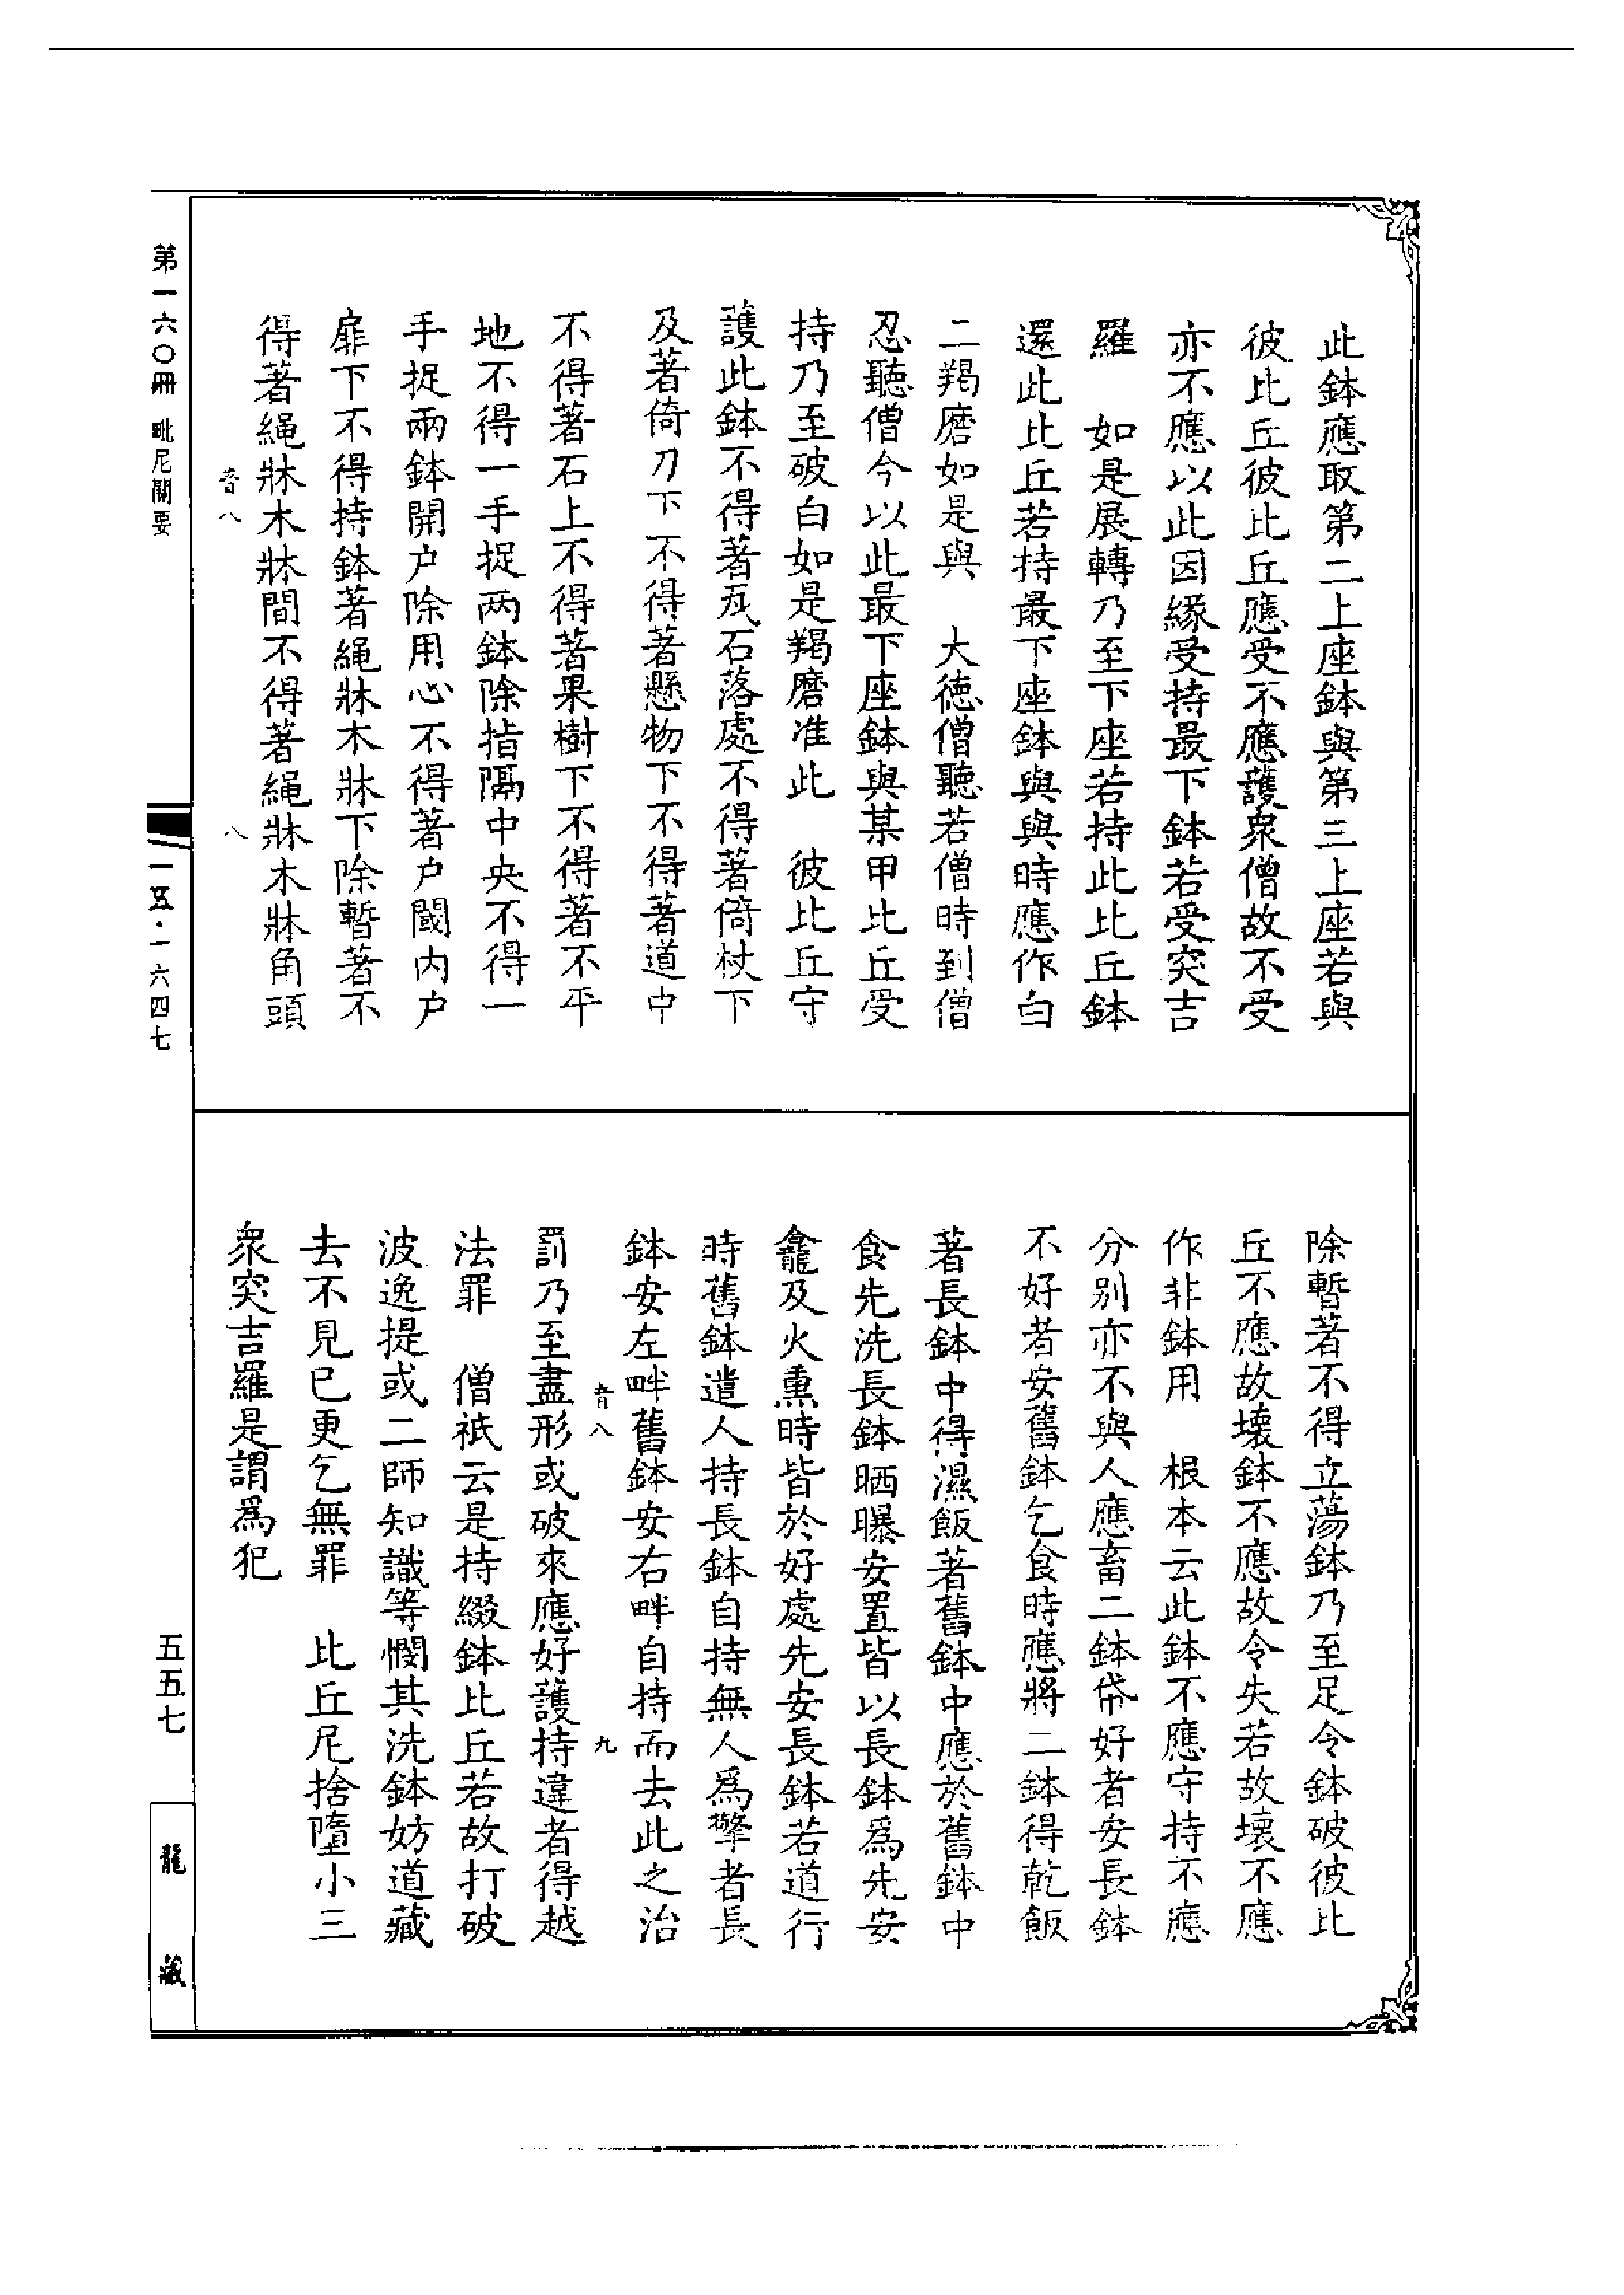 此鉢應取第二上座鉢與第三上座若與
彼比丘彼比丘應受不應護衆僧故不受
亦不應以此因緣受持最下鉢若受突吉
羅　如是展轉乃至下座若持此比丘鉢
還此比丘若持最下座鉢與與時應作白
二羯磨如是與　大德僧聽若僧時到僧
忍聽僧今以此最下座鉢與某甲比丘受
持乃至破白如是羯磨准此　彼比丘守
護此鉢不得著瓦石落處不得著倚杖下
及著倚刀下不得著懸物下不得著道中
不得著石上不得著果樹下不得著不平
地不得一手捉两鉢除指隔中央不得一
手捉兩鉢開户除用心不得著户閾内户
扉下不得持鉢著繩牀木牀下除暫著不
得著繩牀木牀間不得著繩牀木牀角頭
音八
八
除暫著不得立蕩鉢乃至足令鉢破彼比
丘不應故壞鉢不應故令失若故壞不應
作非鉢用　根本云此鉢不應守持不應
分别亦不與人應畜二鉢帒好者安長鉢
不好者安舊鉢乞食時應將二鉢得乾飯
著長鉢中得濕飯著舊鉢中應於舊鉢中
食先洗長鉢晒曝安置皆以長鉢爲先安
龕及火熏時皆於好處先安長鉢若道行
時舊鉢遣人持長鉢自持無人爲擎者長
鉢安左畔舊鉢安右畔自持而去此之治
音八
九
罰乃至盡形或破來應好護持違者得越
法罪　僧祇云是持綴鉢比丘若故打破
波逸提或二師知識等憫其洗鉢妨道藏
去不見已更乞無罪　比丘尼捨墮小三
衆突吉羅是謂爲犯
第一六〇冊　毗尼關要
一五·一六四七
五五七
龍藏